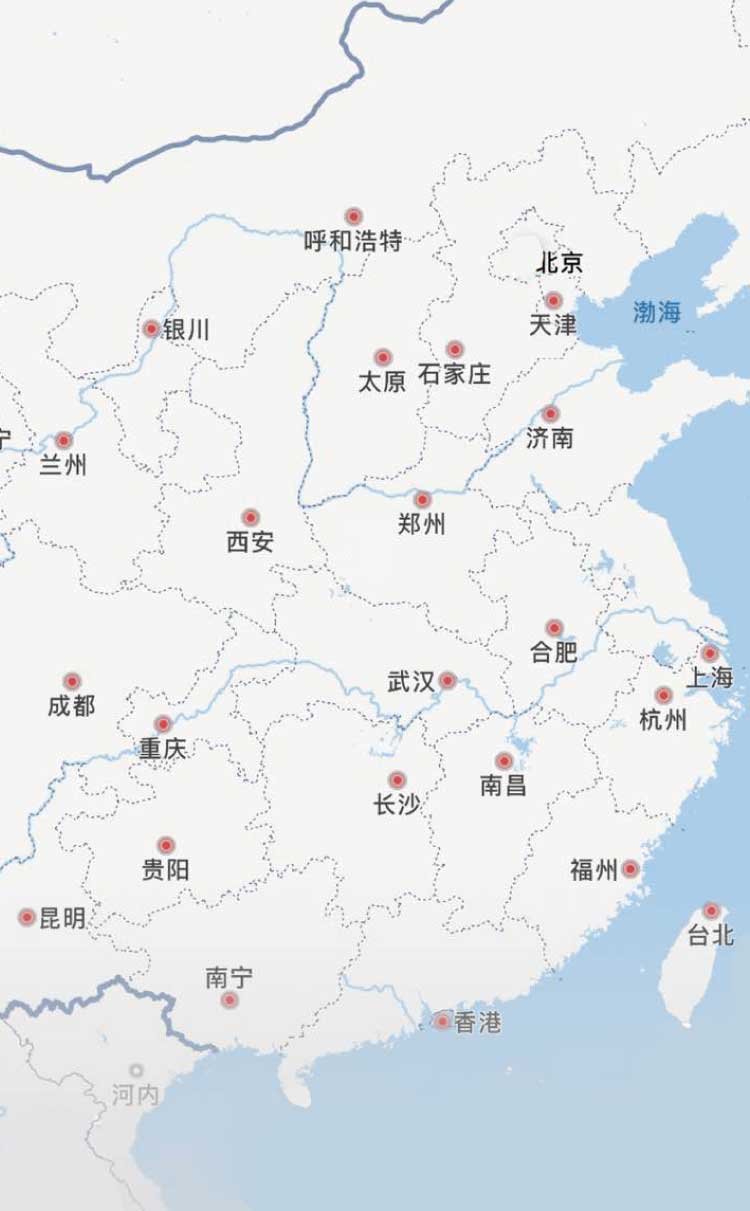 呼和浩特
北京
天津
渤海
银川
太原
石家庄
济南
宁
兰州
郑州
西安
合肥
上海
成都
武汉
杭州
重庆
南昌
长沙
贵阳
福州
昆明
台北
南宁
香港
河内